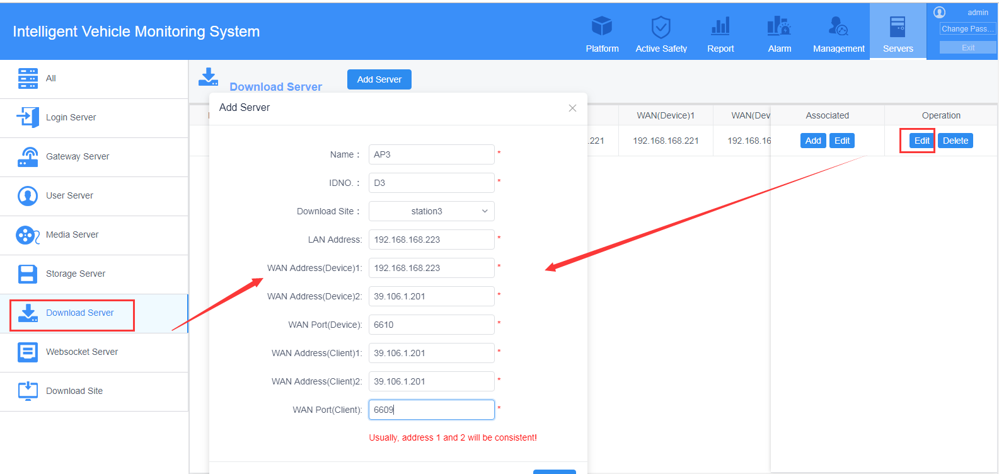 Intelligent Vehicle Monitoring System
Platform
Active Safety
Report
Alarm
Management
Servers
admin
Change Pass...
Exit
All
Login Server
Gateway Server
User Server
Media Server
Storage Server
Download Server
Websocket Server
Download Site
Download Server
Add Server
WAN(Device)1
WAN(Dev
Associated
Operation
.221
192.168.168.221
192.168.16
Add
Edit
Edit
Delete
Add Server
Name：
AP3
*
IDNO.：
D3
*
Download Site：
station3
LAN Address:
192.168.168.223
*
WAN Address(Device)1:
192.168.168.223
*
WAN Address(Device)2:
39.106.1.201
*
WAN Port(Device):
6610
*
WAN Address(Client)1:
39.106.1.201
*
WAN Address(Client)2:
39.106.1.201
*
WAN Port(Client):
6609
*
Usually, address 1 and 2 will be consistent!